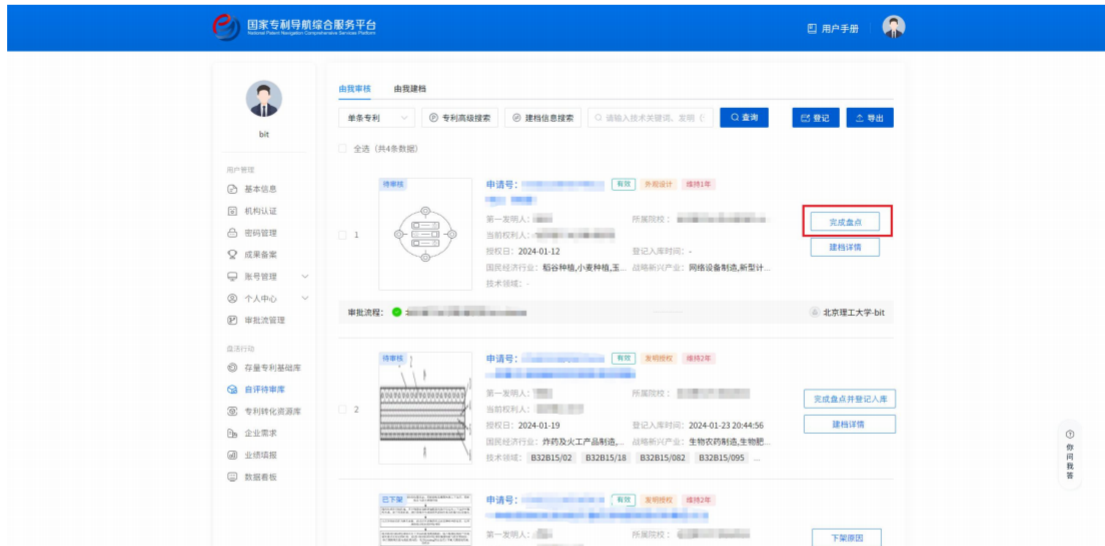 国家专利导航综合服务平台
National Patent Navigation Comprehensive Services Platform
用户手册
bit
用户管理
基本信息
机构认证
密码管理
成果备案
账号管理
个人中心
审批流管理
盘活行动
存量专利基础库
自评待审库
专利转化资源库
企业需求
业绩填报
数据看板
由我审核 由我建档
单条专利 专利高级搜索 建档信息搜索 请输入技术关键词、发明 查询 登记 导出
全选（共4条数据）
待审核
1
申请号： 有效 外观设计 维持1年
第一发明人： 所属院校：
当前权利人：
授权日：2024-01-12 登记入库时间：-
国民经济行业：稻谷种植,小麦种植,玉... 战略新兴产业：网络设备制造,新型计...
技术领域：-
完成盘点
建档详情
审批流程： 北京理工大学-bit
待审核
2
申请号： 有效 发明授权 维持2年
第一发明人： 所属院校：
当前权利人：
授权日：2024-01-19 登记入库时间：2024-01-23 20:44:56
国民经济行业：炸药及火工产品制造,... 战略新兴产业：生物农药制造,生物肥...
技术领域：B32B15/02 B32B15/18 B32B15/082 B32B15/095 ...
完成盘点并登记入库
建档详情
已下架
申请号： 有效 发明授权 维持2年
第一发明人： 所属院校：
下架原因
你问我答